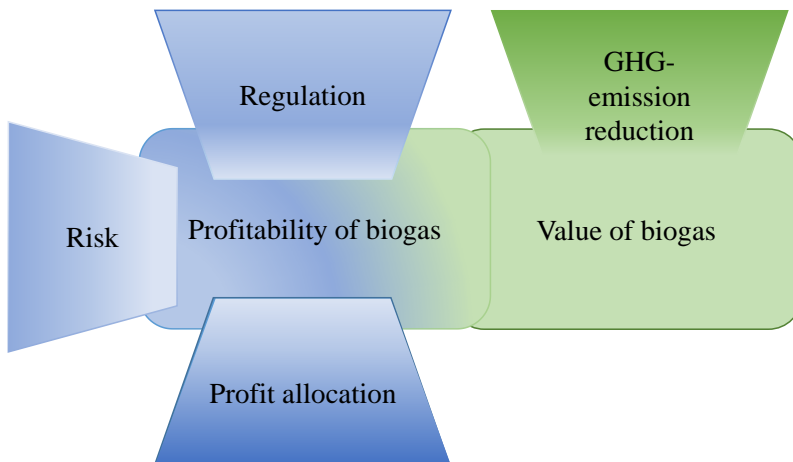 Regulation
GHG-
emission
reduction
Risk
Profitability of biogas
Value of biogas
Profit allocation